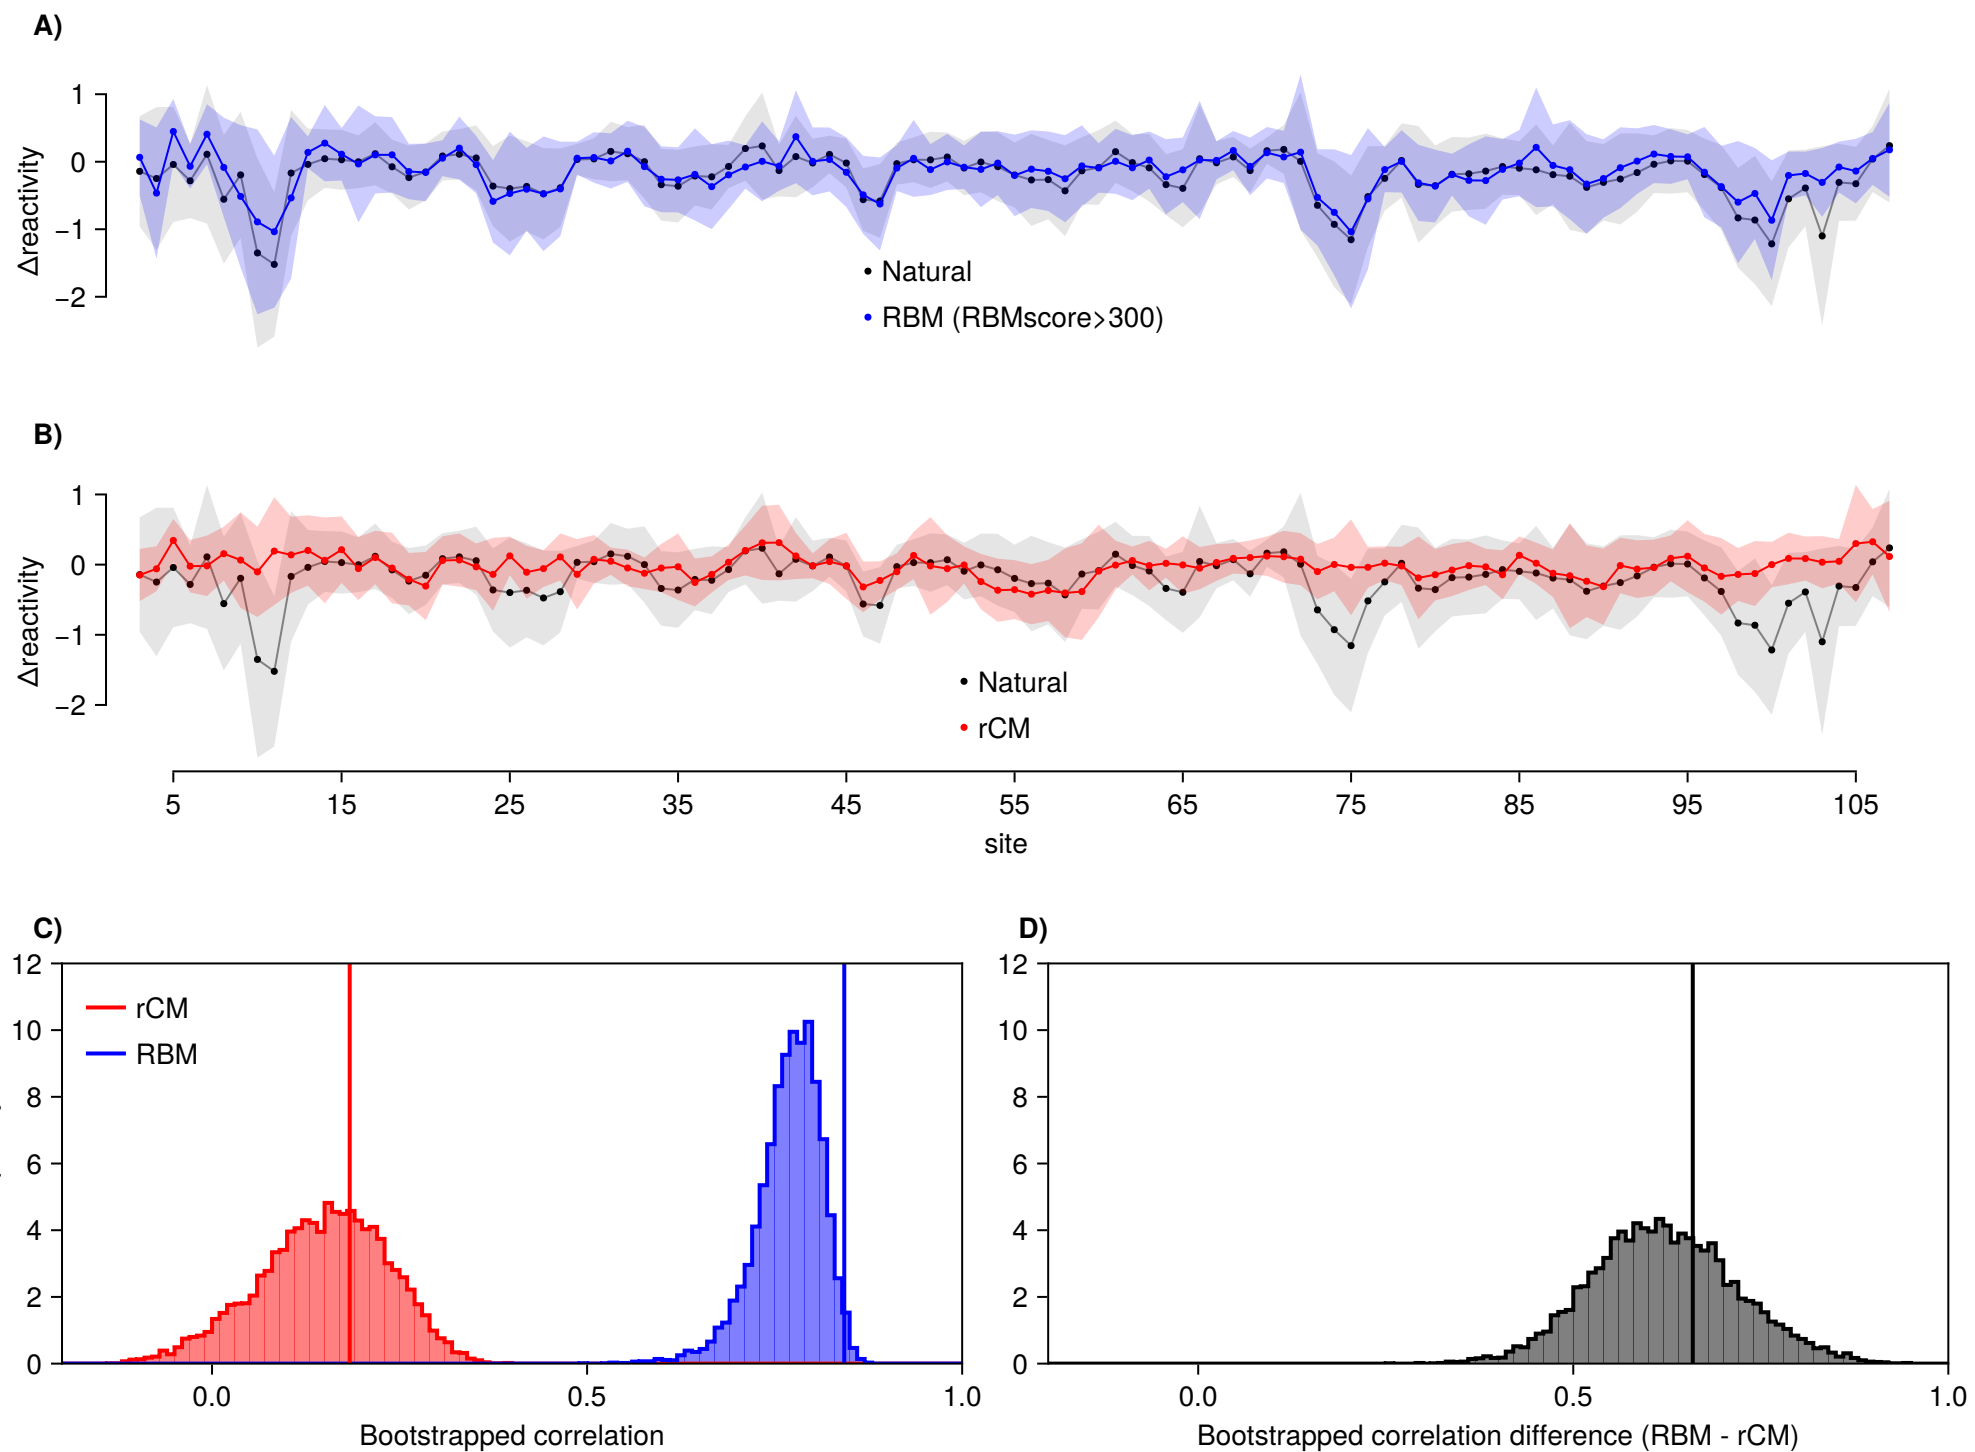 A)
1
0
−1
−2
Δreactivity
Natural
RBM (RBMscore>300)
B)
1
0
−1
−2
Δreactivity
Natural
rCM
5 15 25 35 45 55 65 75 85 95 105
site
C)
12
10
8
6
4
2
0
rCM
RBM
0.0 0.5 1.0
Bootstrapped correlation
D)
12
10
8
6
4
2
0
0.0 0.5 1.0
Bootstrapped correlation difference (RBM - rCM)